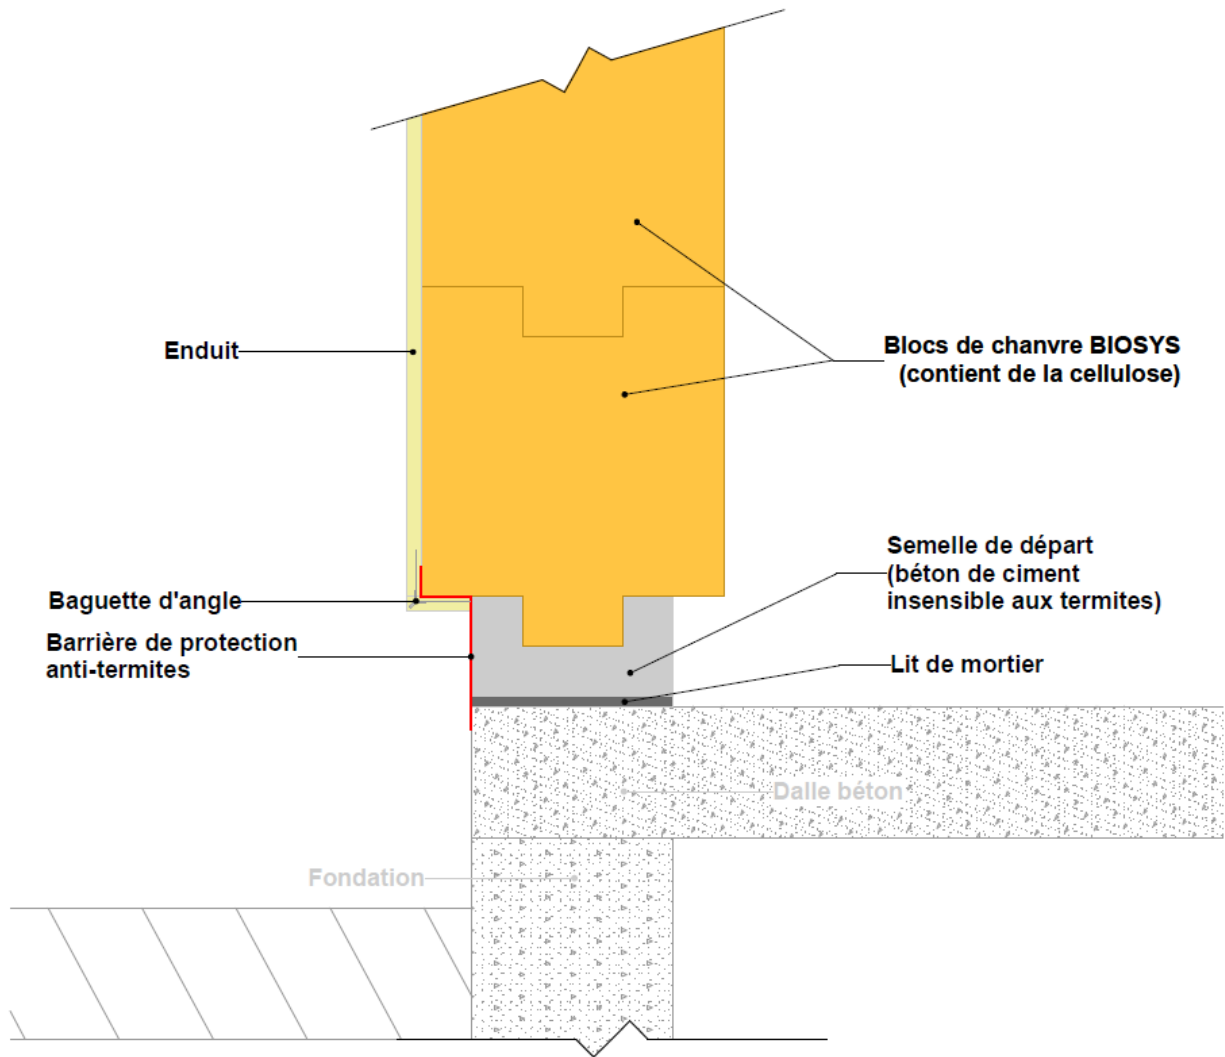 Enduit
Blocs de chanvre BIOSYS
(contient de la cellulose)
Semelle de départ
(béton de ciment
insensible aux termites)
Baguette d'angle
Barrière de protection
anti-termites
Lit de mortier
Dalle béton
Fondation